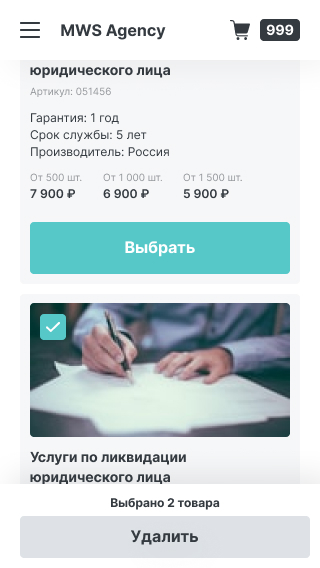 MWS Agency
999
юридического лица
Артикул: 051456
Гарантия: 1 год
Срок службы: 5 лет
Производитель: Россия
От 500 шт. От 1 000 шт. От 1 500 шт.
7 900 ₽ 6 900 ₽ 5 900 ₽
Выбрать
Услуги по ликвидации
юридического лица
Выбрано 2 товара
Удалить